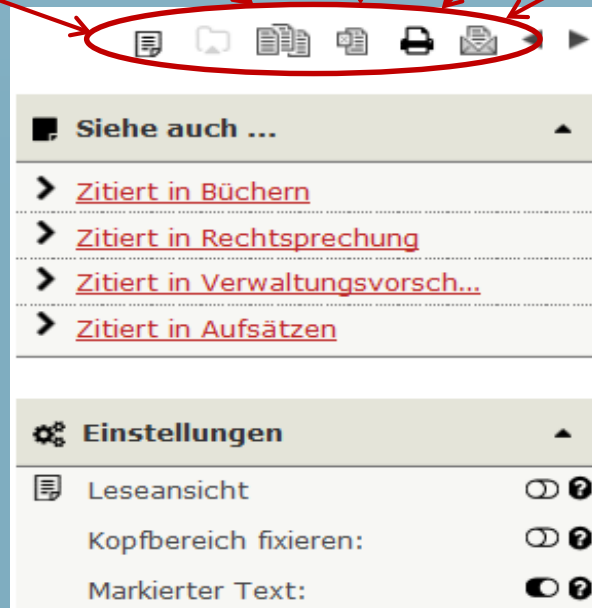 Siehe auch ...
Zitiert in Büchern
Zitiert in Rechtsprechung
Zitiert in Verwaltungsvorsch...
Zitiert in Aufsätzen
Einstellungen
Leseansicht
Kopfbereich fixieren:
Markierter Text: